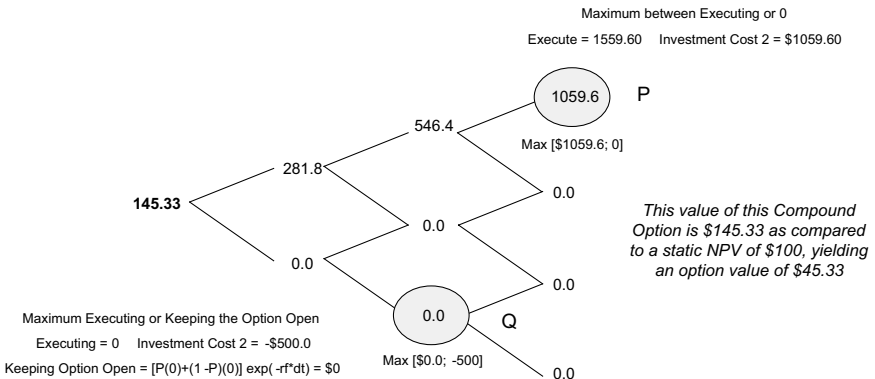 Maximum between Executing or 0
Execute = 1559.60 Investment Cost 2 = $1059.60
1059.6
P
546.4
Max [$1059.6; 0]
281.8
0.0
145.33
This value of this Compound
Option is $145.33 as compared
to a static NPV of $100, yielding
an option value of $45.33
0.0
0.0
0.0
0.0
Q
Maximum Executing or Keeping the Option Open
Executing = 0 Investment Cost 2 = -$500.0
Max [$0.0; -500]
Keeping Option Open = [P(0)+(1 -P)(0)] exp( -rf*dt) = $0
0.0